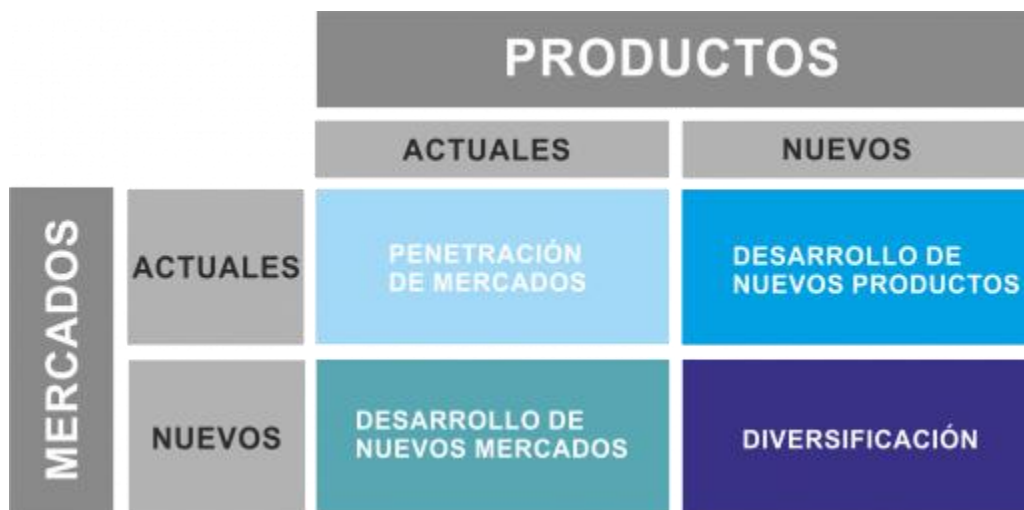 PRODUCTOS
ACTUALES
NUEVOS
MERCADOS
ACTUALES
PENETRACIÓN
DE MERCADOS
DESARROLLO DE
NUEVOS PRODUCTOS
NUEVOS
DESARROLLO DE
NUEVOS MERCADOS
DIVERSIFICACIÓN